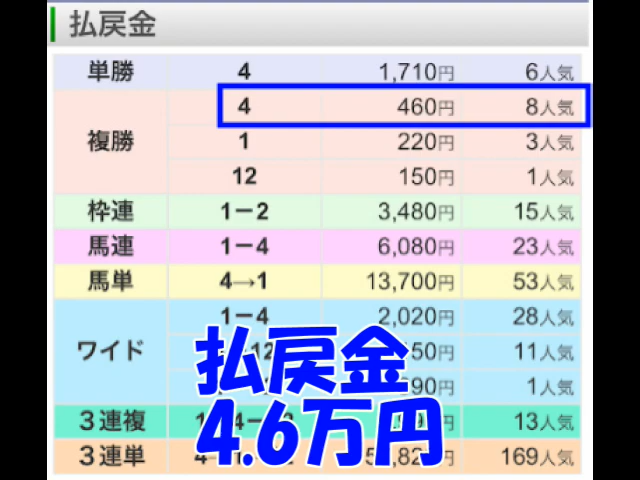 払戻金
単勝 4 1,710円 6人気
複勝 4 460円 8人気
1 220円 3人気
12 150円 1人気
枠連 1－2 3,480円 15人気
馬連 1－4 6,080円 23人気
馬単 4→1 13,700円 53人気
ワイド 1－4 2,020円 28人気
11人気
1人気
３連複 13人気
３連単 169人気
払戻金
4.6万円